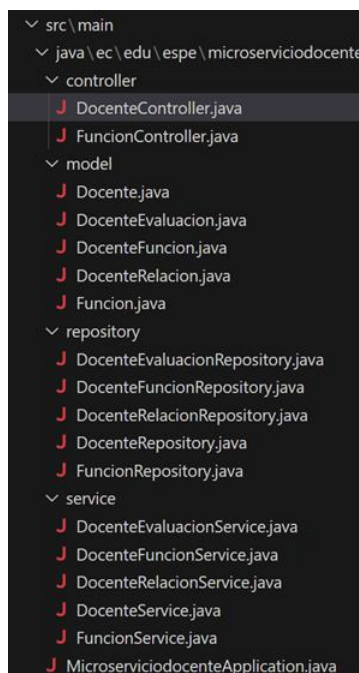 src\main
java\ec\edu\espe\microserviciodocente
controller
J DocenteController.java
J FuncionController.java
model
J Docente.java
J DocenteEvaluacion.java
J DocenteFuncion.java
J DocenteRelacion.java
J Funcion.java
repository
J DocenteEvaluacionRepository.java
J DocenteFuncionRepository.java
J DocenteRelacionRepository.java
J DocenteRepository.java
J FuncionRepository.java
service
J DocenteEvaluacionService.java
J DocenteFuncionService.java
J DocenteRelacionService.java
J DocenteService.java
J FuncionService.java
J MicroserviciodocenteApplication.java